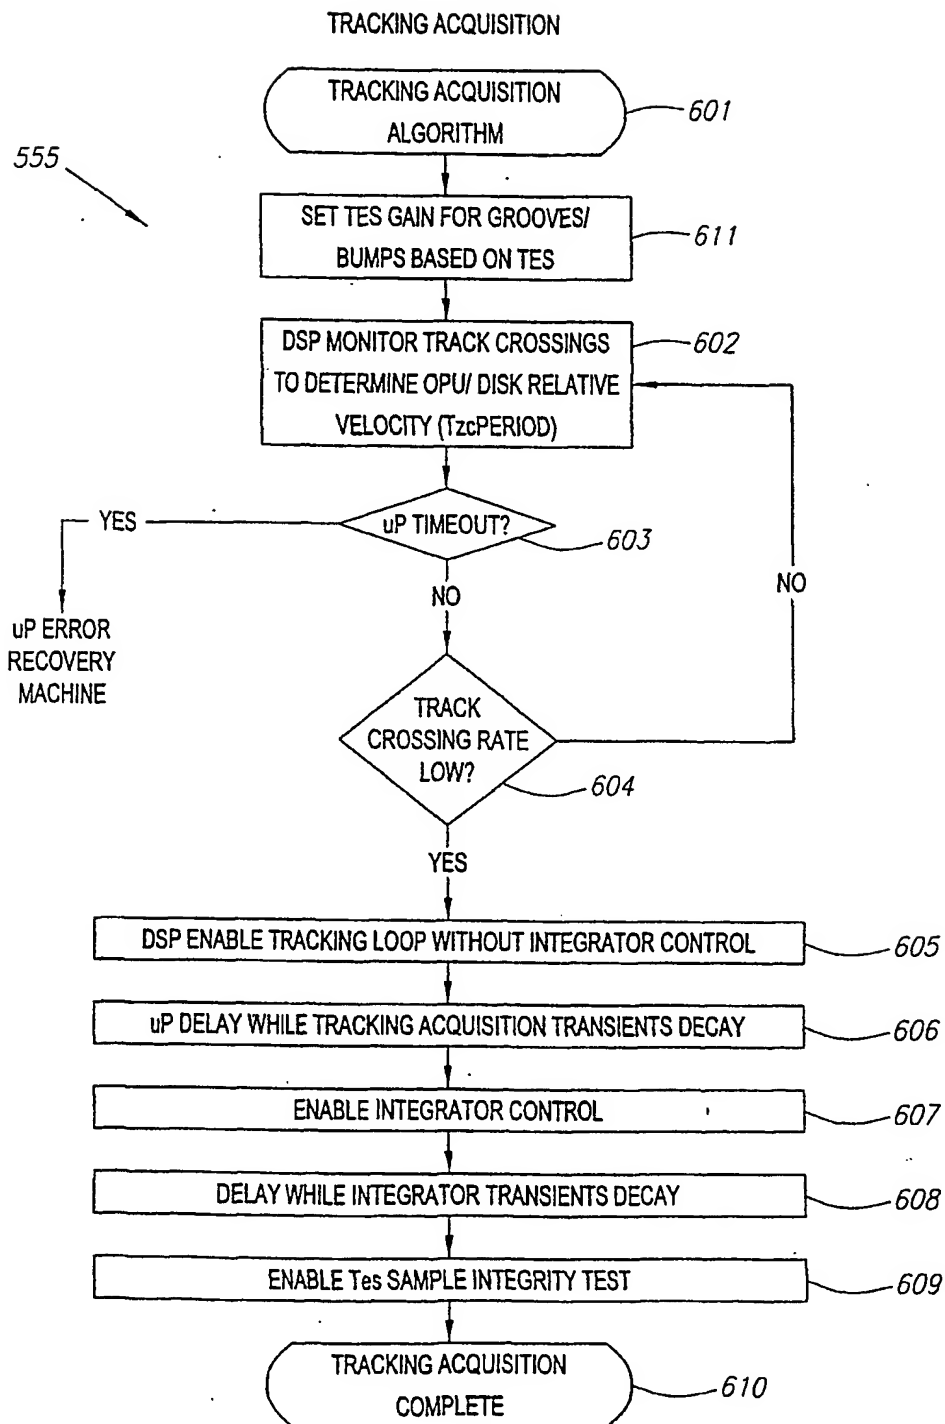 TRACKING ACQUISITION
TRACKING ACQUISITION
ALGORITHM
601
555
SET TES GAIN FOR GROOVES/
BUMPS BASED ON TES
611
DSP MONITOR TRACK CROSSINGS
TO DETERMINE OPU/ DISK RELATIVE
VELOCITY (TzcPERIOD)
602
uP TIMEOUT?
603
YES
NO
NO
uP ERROR
RECOVERY
MACHINE
TRACK
CROSSING RATE
LOW?
604
YES
DSP ENABLE TRACKING LOOP WITHOUT INTEGRATOR CONTROL
605
uP DELAY WHILE TRACKING ACQUISITION TRANSIENTS DECAY
606
ENABLE INTEGRATOR CONTROL
607
DELAY WHILE INTEGRATOR TRANSIENTS DECAY
608
ENABLE Tes SAMPLE INTEGRITY TEST
609
TRACKING ACQUISITION
COMPLETE
610